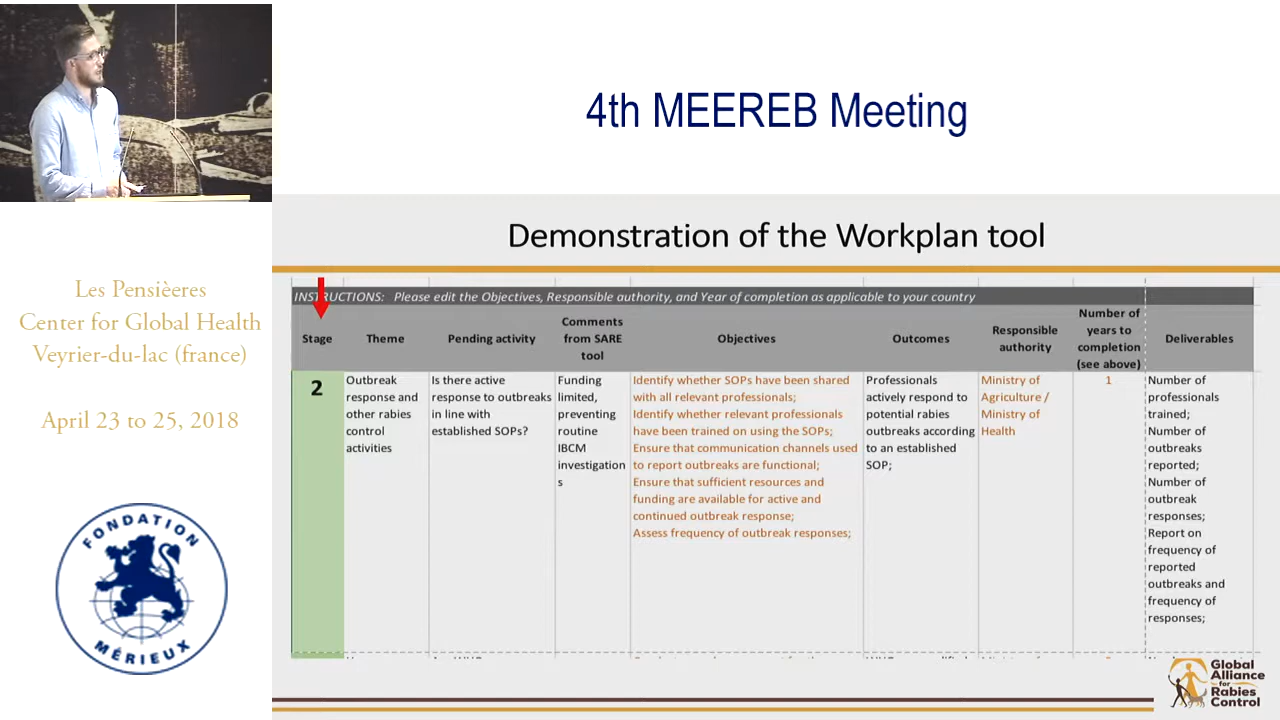 4th MEEREB Meeting
Les Pensièeres
Center for Global Health
Veyrier-du-lac (france)
April 23 to 25, 2018
FONDATION
MÉRIEUX
Demonstration of the Workplan tool
INSTRUCTIONS: Please edit the Objectives, Responsible authority, and Year of completion as applicable to your country
Stage
Theme
Pending activity
Comments
from SARE
tool
Objectives
Outcomes
Responsible
authority
Number of
years to
completion
(see above)
Deliverables
2
Outbreak
response and
other rabies
control
activities
Is there active
response to outbreaks
in line with
established SOPs?
Funding
limited,
preventing
routine
IBCM
investigation
s
Identify whether SOPs have been shared
with all relevant professionals;
Identify whether relevant professionals
have been trained on using the SOPs;
Ensure that communication channels used
to report outbreaks are functional;
Ensure that sufficient resources and
funding are available for active and
continued outbreak response;
Assess frequency of outbreak responses;
Professionals
actively respond to
potential rabies
outbreaks according
to an established
SOP;
Ministry of
Agriculture /
Ministry of
Health
1
Number of
professionals
trained;
Number of
outbreaks
reported;
Number of
outbreak
responses;
Report on
frequency of
reported
outbreaks and
frequency of
responses;
Global
Alliance
for
Rabies
Control